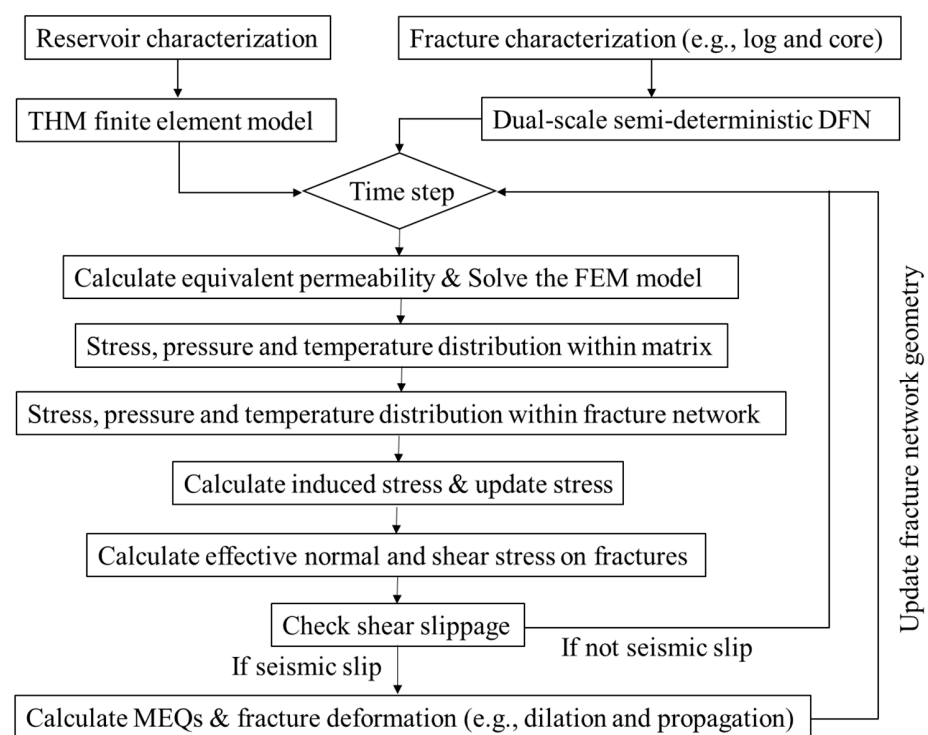 Reservoir characterization
Fracture characterization (e.g., log and core)
THM finite element model
Dual-scale semi-deterministic DFN
Time step
Calculate equivalent permeability & Solve the FEM model
Stress, pressure and temperature distribution within matrix
Stress, pressure and temperature distribution within fracture network
Calculate induced stress & update stress
Calculate effective normal and shear stress on fractures
Check shear slippage
If not seismic slip
If seismic slip
Calculate MEQs & fracture deformation (e.g., dilation and propagation)
Update fracture network geometry